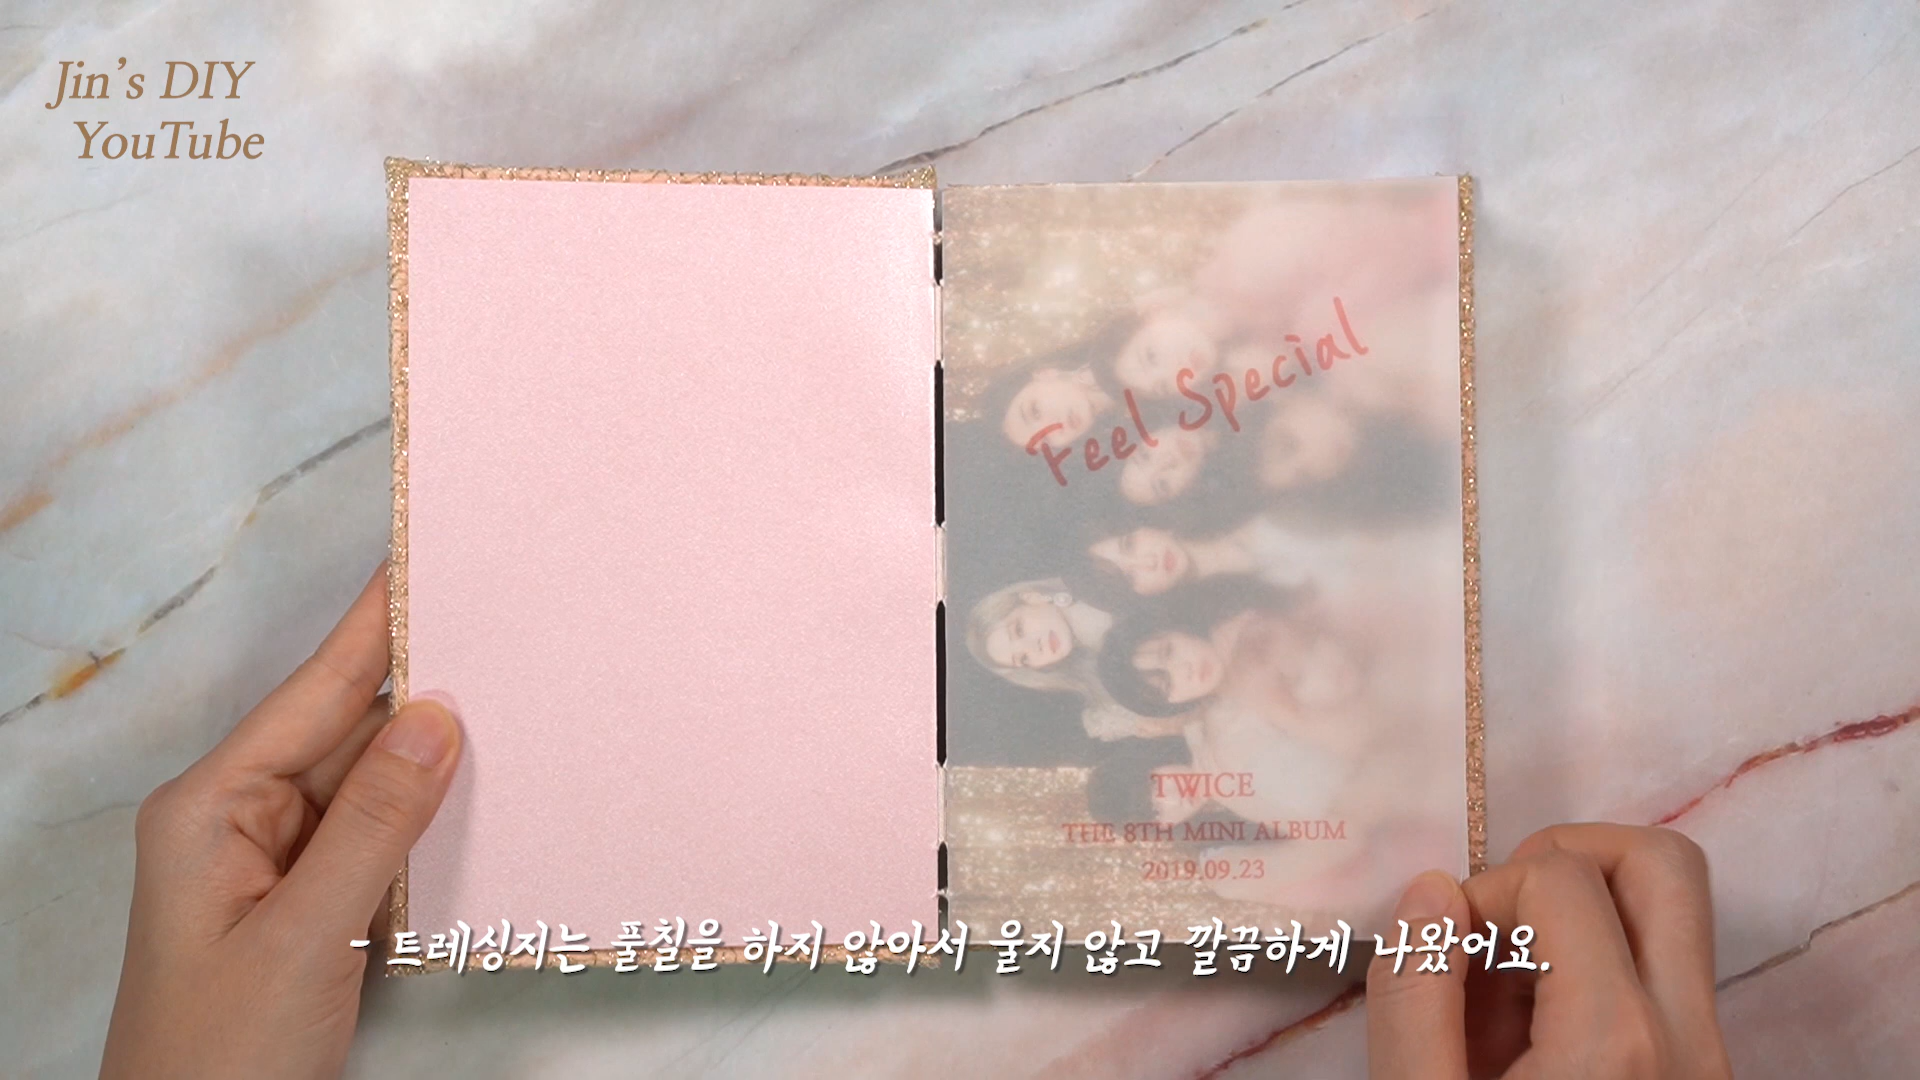 Jin's DIY
YouTube
Feel Special
TWICE
THE 8TH MINI ALBUM
2019.09.23
- 트레싱지는 풀칠을 하지 않아서 울지 않고 깔끔하게 나왔어요.